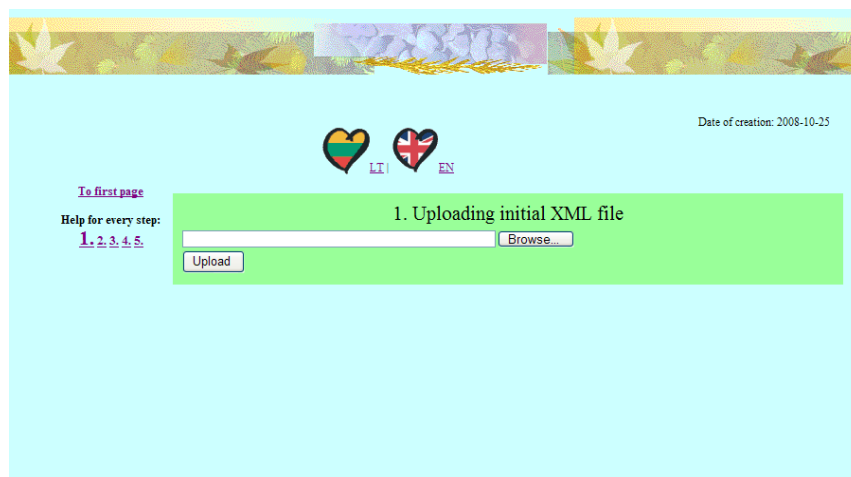 Date of creation: 2008-10-25
LT | EN
To first page
Help for every step:
1. 2. 3. 4. 5.
1. Uploading initial XML file
Browse...
Upload